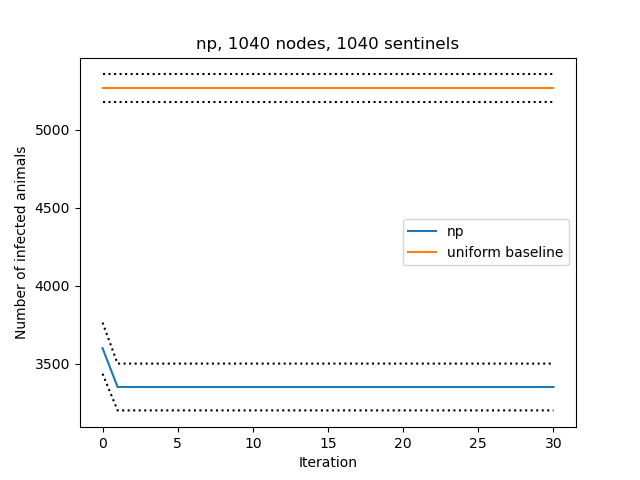 np, 1040 nodes, 1040 sentinels
Number of infected animals
5000
4500
4000
3500
np
uniform baseline
0 5 10 15 20 25 30
Iteration